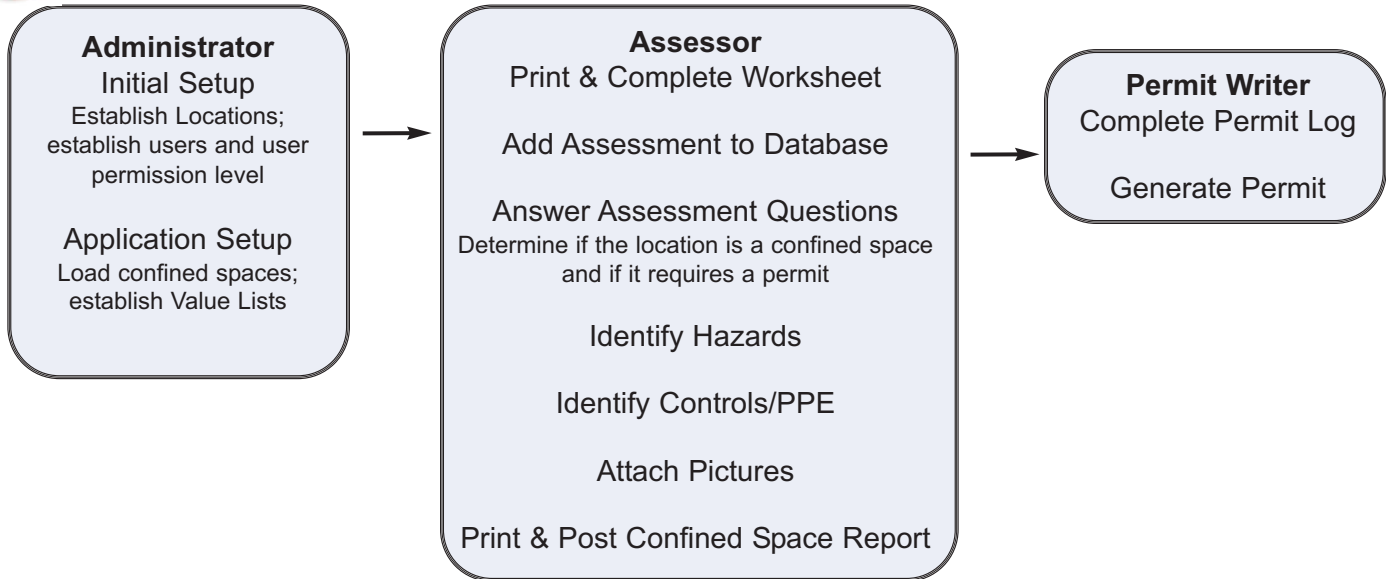 Administrator
Initial Setup
Establish Locations;
establish users and user
permission level
Application Setup
Load confined spaces;
establish Value Lists
Assessor
Print & Complete Worksheet
Add Assessment to Database
Answer Assessment Questions
Determine if the location is a confined space
and if it requires a permit
Identify Hazards
Identify Controls/PPE
Attach Pictures
Print & Post Confined Space Report
Permit Writer
Complete Permit Log
Generate Permit